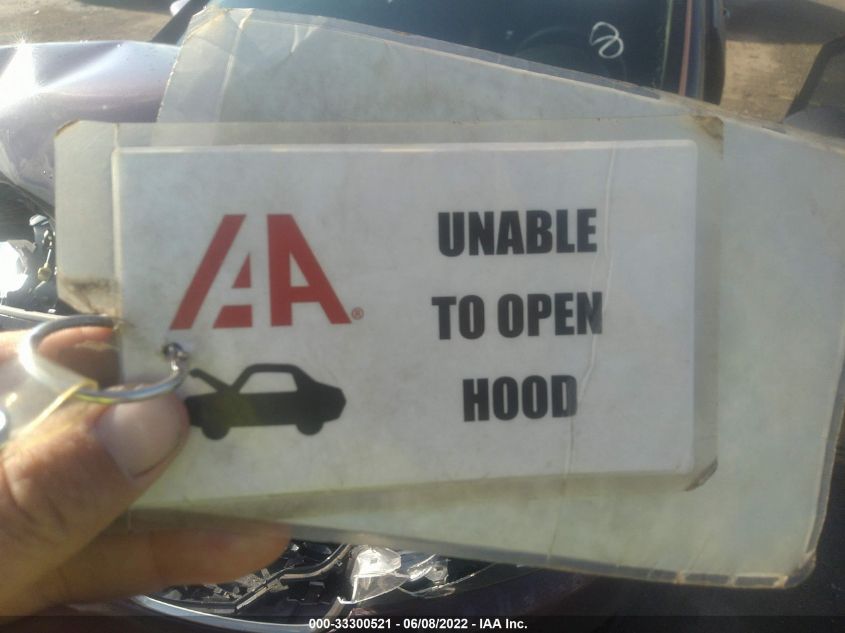 IAA®
UNABLE
TO OPEN
HOOD
000-33300521 - 06/08/2022 - IAA Inc.